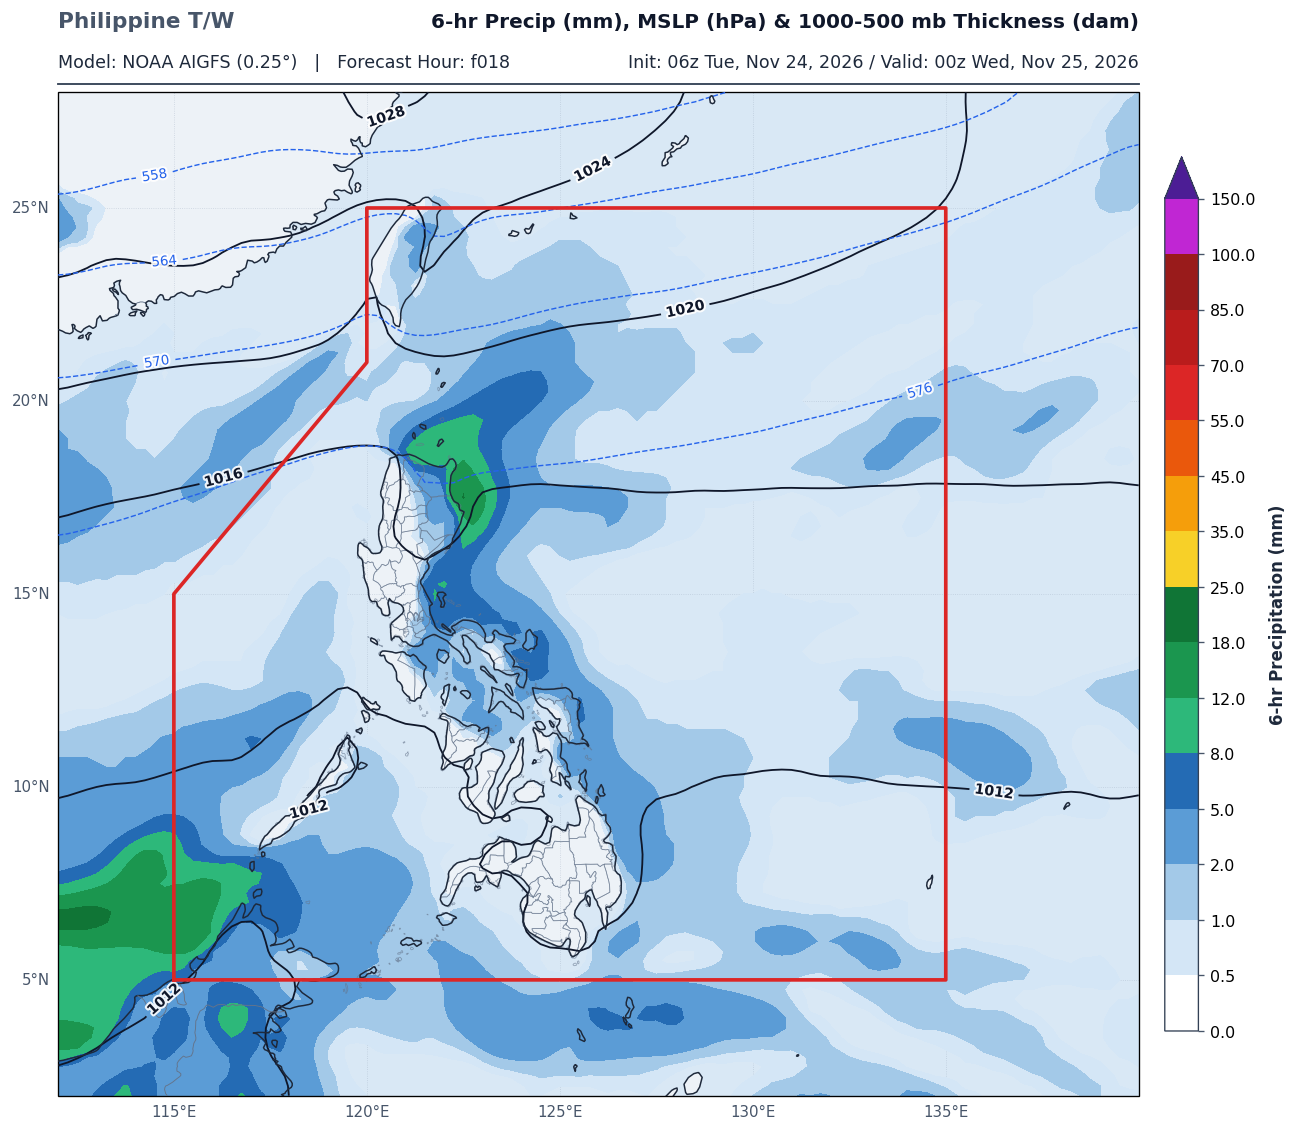 Philippine T/W
6-hr Precip (mm), MSLP (hPa) & 1000-500 mb Thickness (dam)
Model: NOAA AIGFS (0.25°) | Forecast Hour: f018
Init: 06z Tue, Nov 24, 2026 / Valid: 00z Wed, Nov 25, 2026
1028
1024
558
564
1020
570
576
1016
1012
1012
1012
25°N
20°N
15°N
10°N
5°N
115°E
120°E
125°E
130°E
135°E
150.0
100.0
85.0
70.0
55.0
45.0
35.0
25.0
18.0
12.0
8.0
5.0
2.0
1.0
0.5
0.0
6-hr Precipitation (mm)